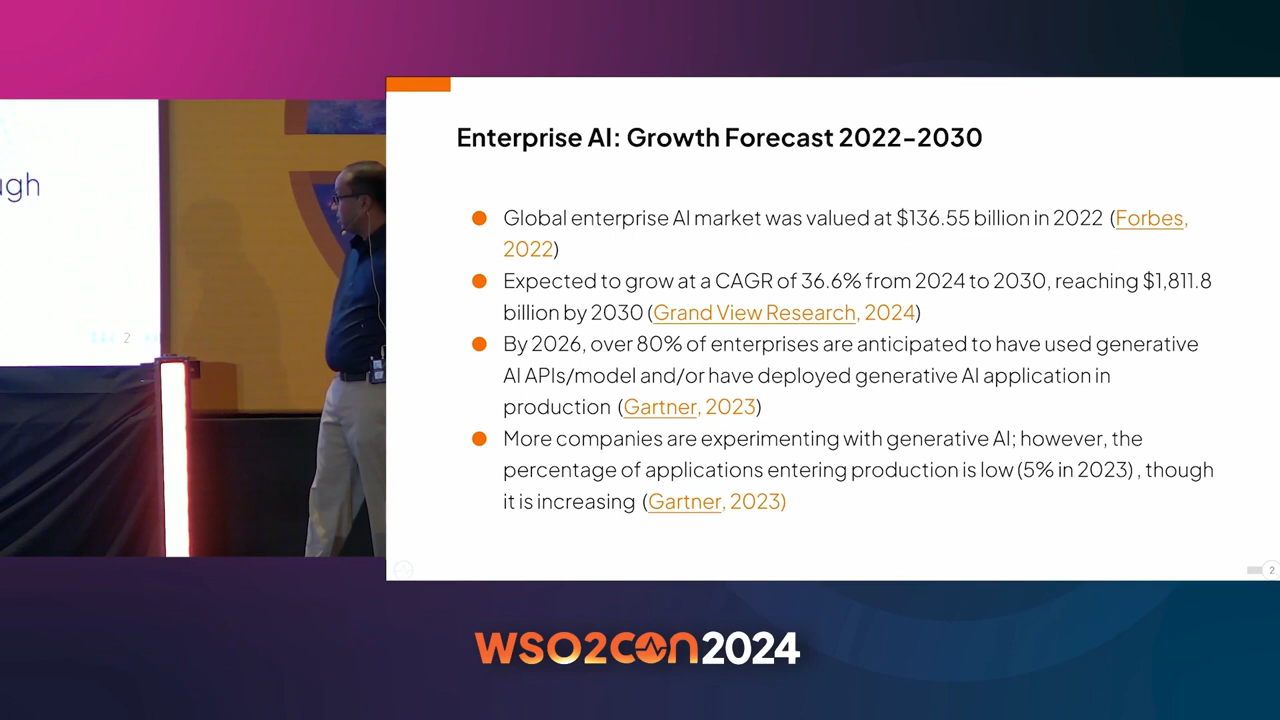 Enterprise AI: Growth Forecast 2022-2030
Global enterprise AI market was valued at $136.55 billion in 2022 (Forbes,
2022)
Expected to grow at a CAGR of 36.6% from 2024 to 2030, reaching $1,811.8
billion by 2030 (Grand View Research, 2024)
By 2026, over 80% of enterprises are anticipated to have used generative
AI APIs/model and/or have deployed generative AI application in
production (Gartner, 2023)
More companies are experimenting with generative AI; however, the
percentage of applications entering production is low (5% in 2023) , though
it is increasing (Gartner, 2023)
2
2
WSO2CON2024